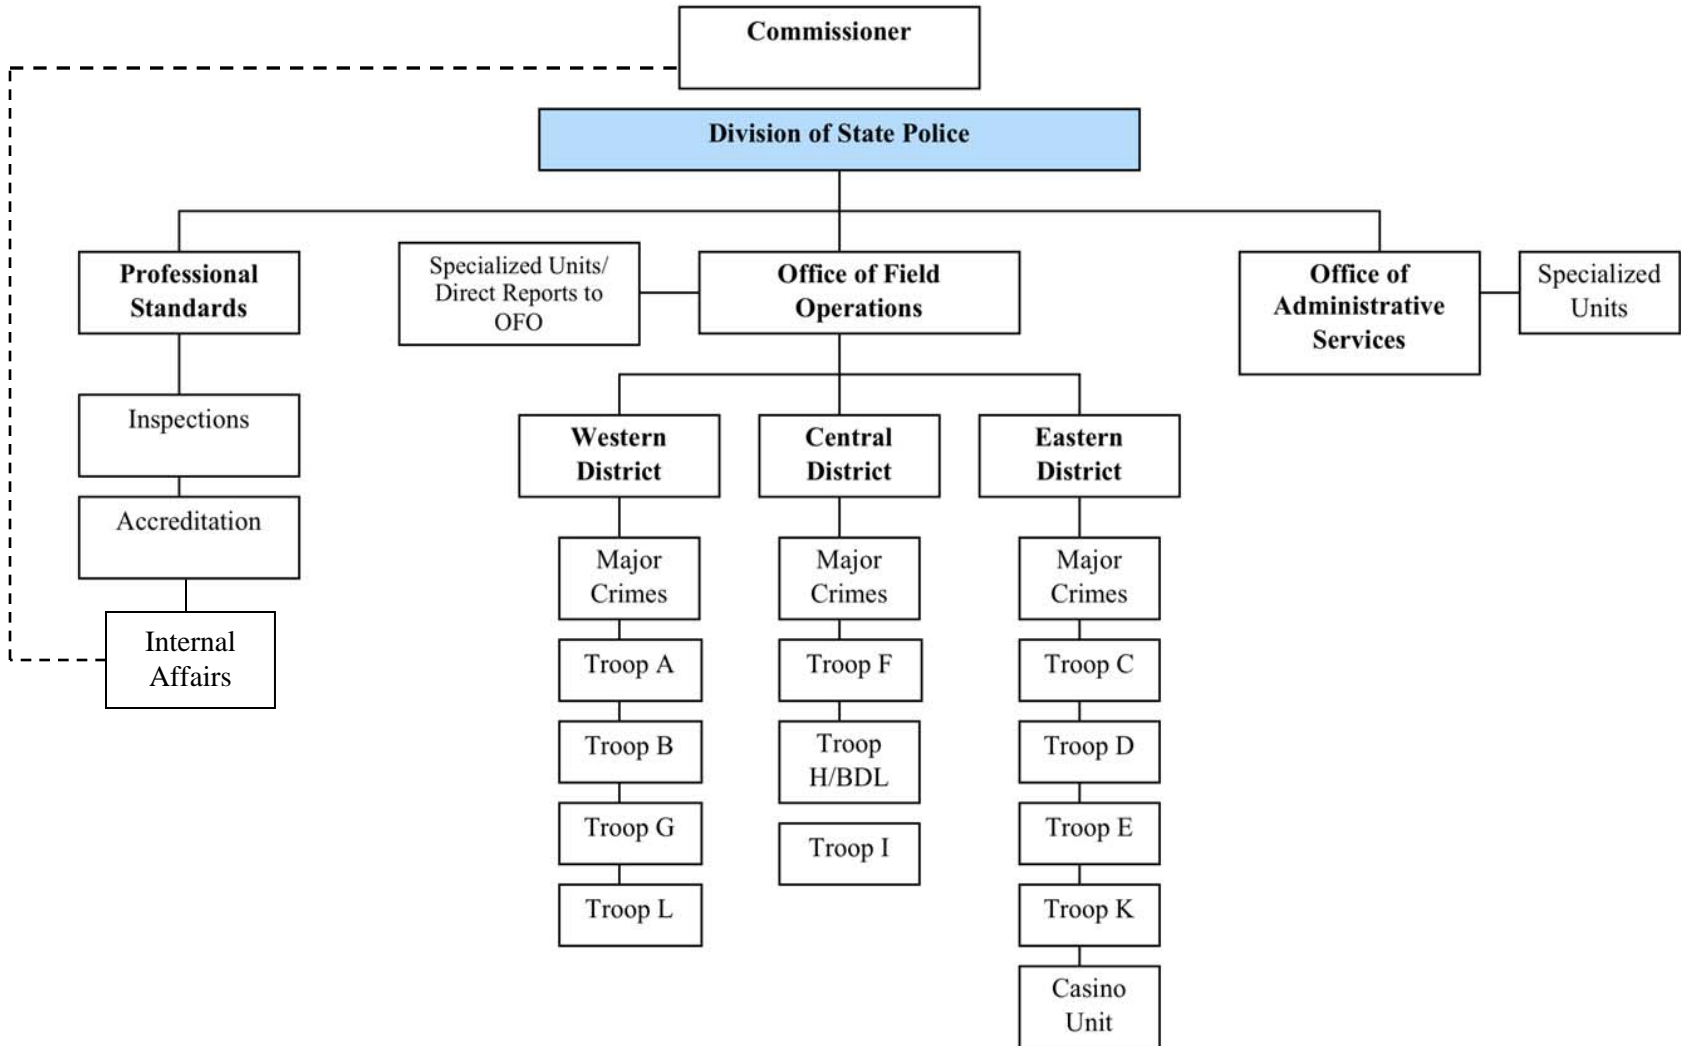 Commissioner
Division of State Police
Professional
Standards
Specialized Units/
Direct Reports to
OFO
Office of Field
Operations
Office of
Administrative
Services
Specialized
Units
Inspections
Accreditation
Internal
Affairs
Western
District
Central
District
Eastern
District
Major
Crimes
Troop A
Troop B
Troop G
Troop L
Major
Crimes
Troop F
Troop
H/BDL
Troop I
Major
Crimes
Troop C
Troop D
Troop E
Troop K
Casino
Unit